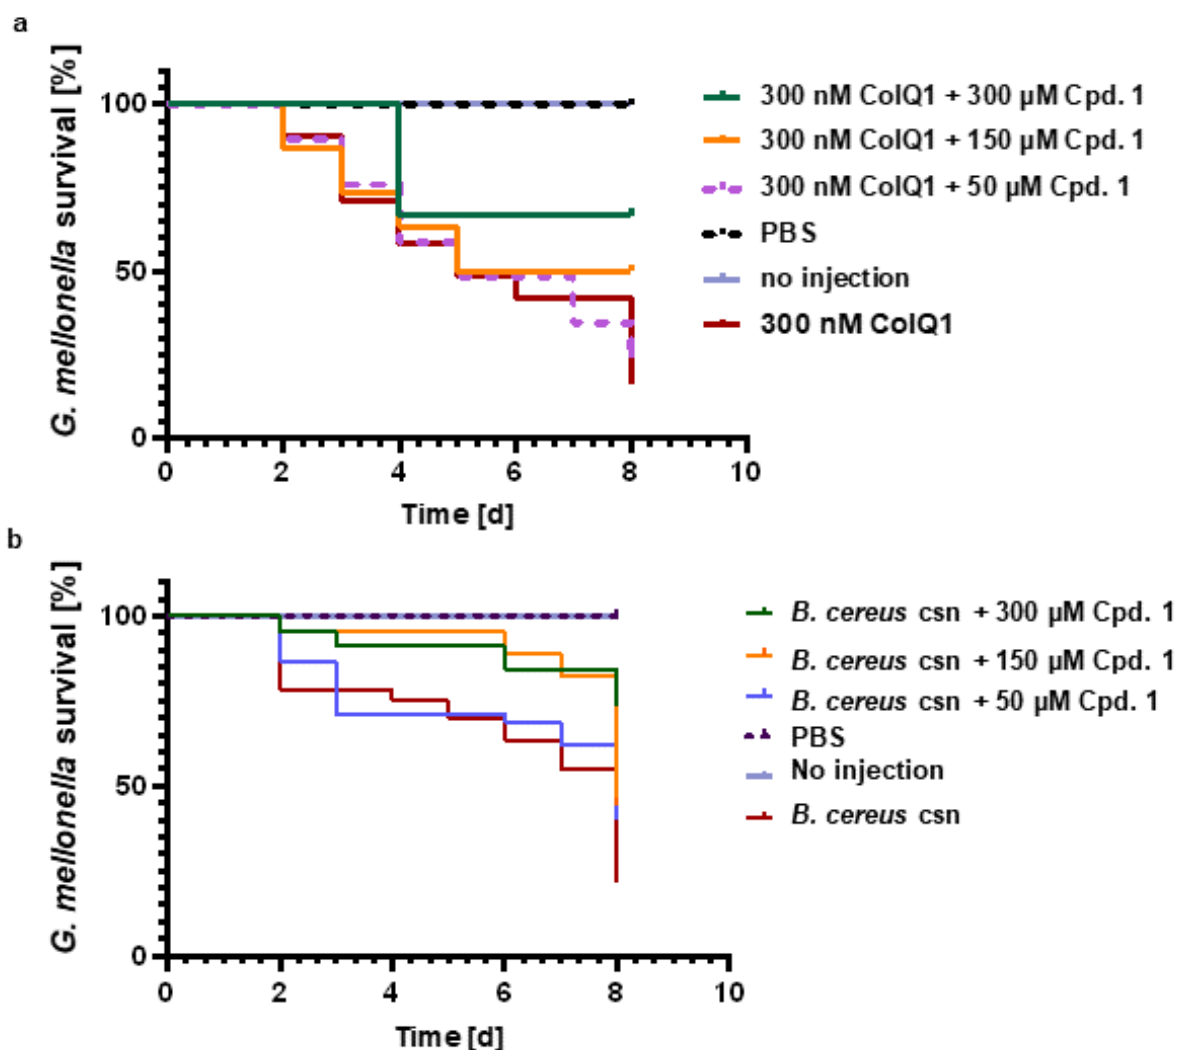 a
G. mellonella survival [%]
100
50
0
0 2 4 6 8 10
Time [d]
300 nM ColQ1 + 300 µM Cpd. 1
300 nM ColQ1 + 150 µM Cpd. 1
300 nM ColQ1 + 50 µM Cpd. 1
PBS
no injection
300 nM ColQ1
b
G. mellonella survival [%]
100
50
0
0 2 4 6 8 10
Time [d]
B. cereus csn + 300 µM Cpd. 1
B. cereus csn + 150 µM Cpd. 1
B. cereus csn + 50 µM Cpd. 1
PBS
No injection
B. cereus csn